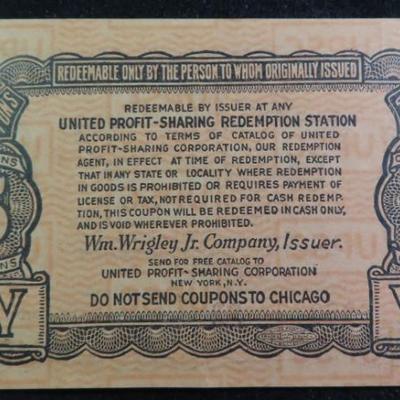 REDEEMABLE ONLY BY THE PERSON TO WHOM ORIGINALLY ISSUED
REDEEMABLE BY ISSUER AT ANY
UNITED PROFIT-SHARING REDEMPTION STATION
ACCORDING TO TERMS OF CATALOG OF UNITED
PROFIT-SHARING CORPORATION, OUR REDEMPTION
AGENT, IN EFFECT AT TIME OF REDEMPTION, EXCEPT
THAT IN ANY STATE OR LOCALITY WHERE REDEMPTION
IN GOODS IS PROHIBITED OR REQUIRES PAYMENT OF
LICENSE OR TAX, NOT REQUIRED FOR CASH REDEMP-
TION, THIS COUPON WILL BE REDEEMED IN CASH ONLY,
AND IS VOID WHEREVER PROHIBITED.
Wm. Wrigley Jr. Company, Issuer.
SEND FOR FREE CATALOG TO
UNITED PROFIT-SHARING CORPORATION
NEW YORK, N.Y.
DO NOT SEND COUPONS TO CHICAGO